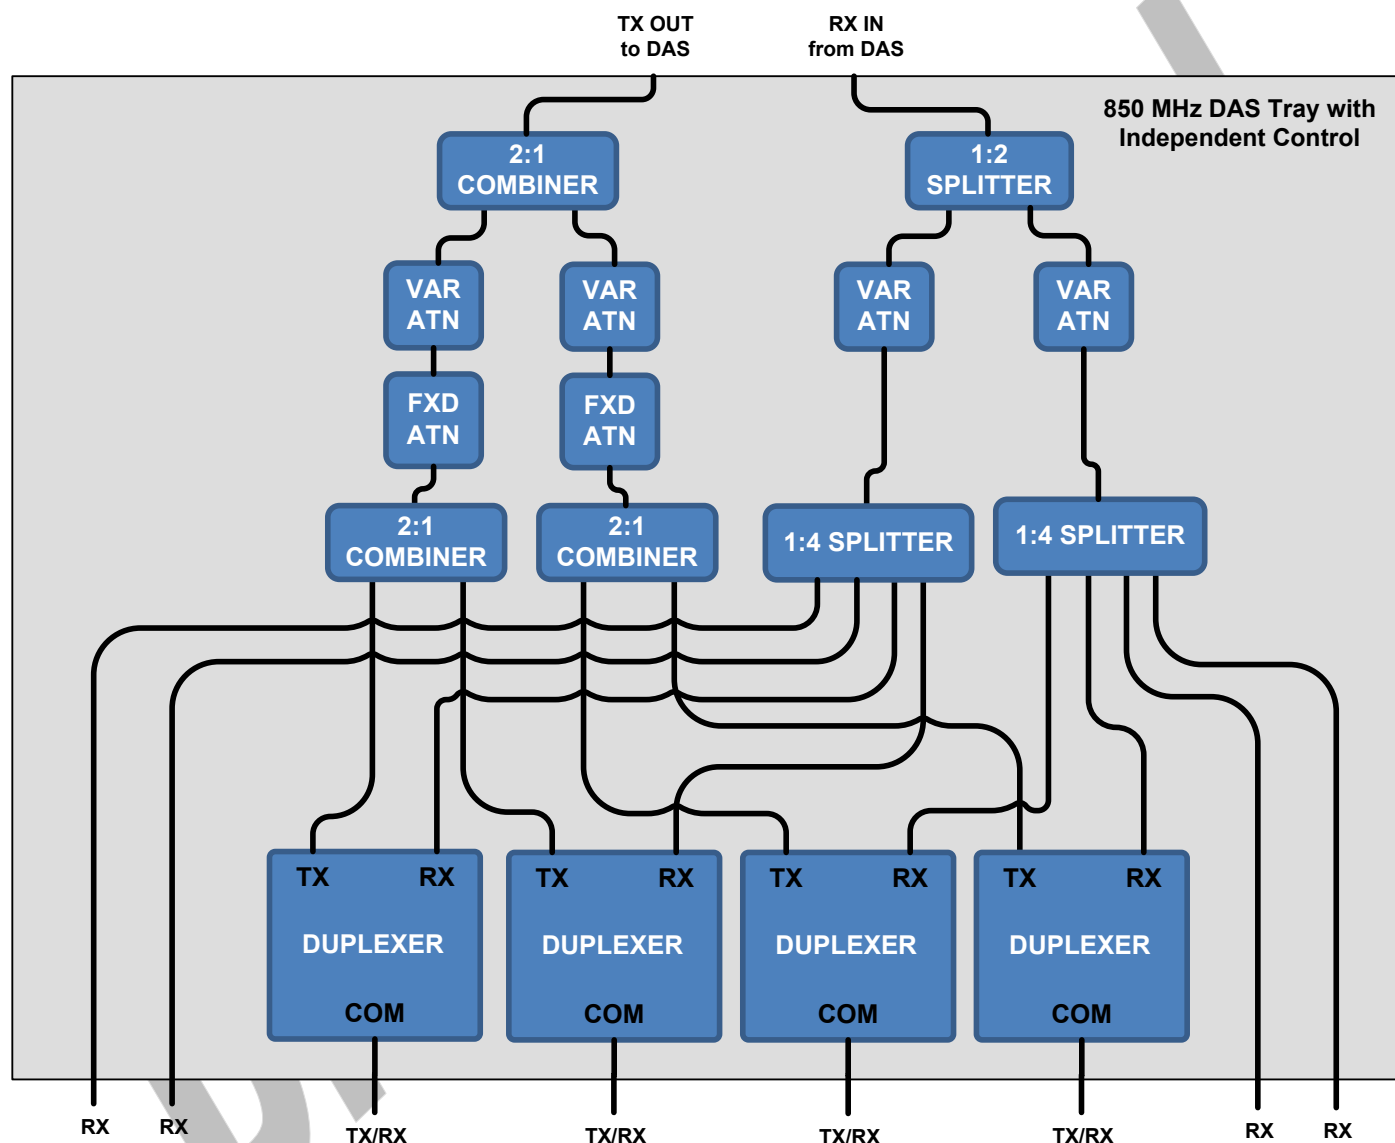 TX OUT
to DAS
RX IN
from DAS
850 MHz DAS Tray with
Independent Control
2:1
COMBINER
1:2
SPLITTER
VAR
ATN
VAR
ATN
VAR
ATN
VAR
ATN
FXD
ATN
FXD
ATN
2:1
COMBINER
2:1
COMBINER
1:4 SPLITTER
1:4 SPLITTER
TX RX
DUPLEXER
COM
TX RX
DUPLEXER
COM
TX RX
DUPLEXER
COM
TX RX
DUPLEXER
COM
RX
RX
TX/RX
TX/RX
TX/RX
TX/RX
RX
RX